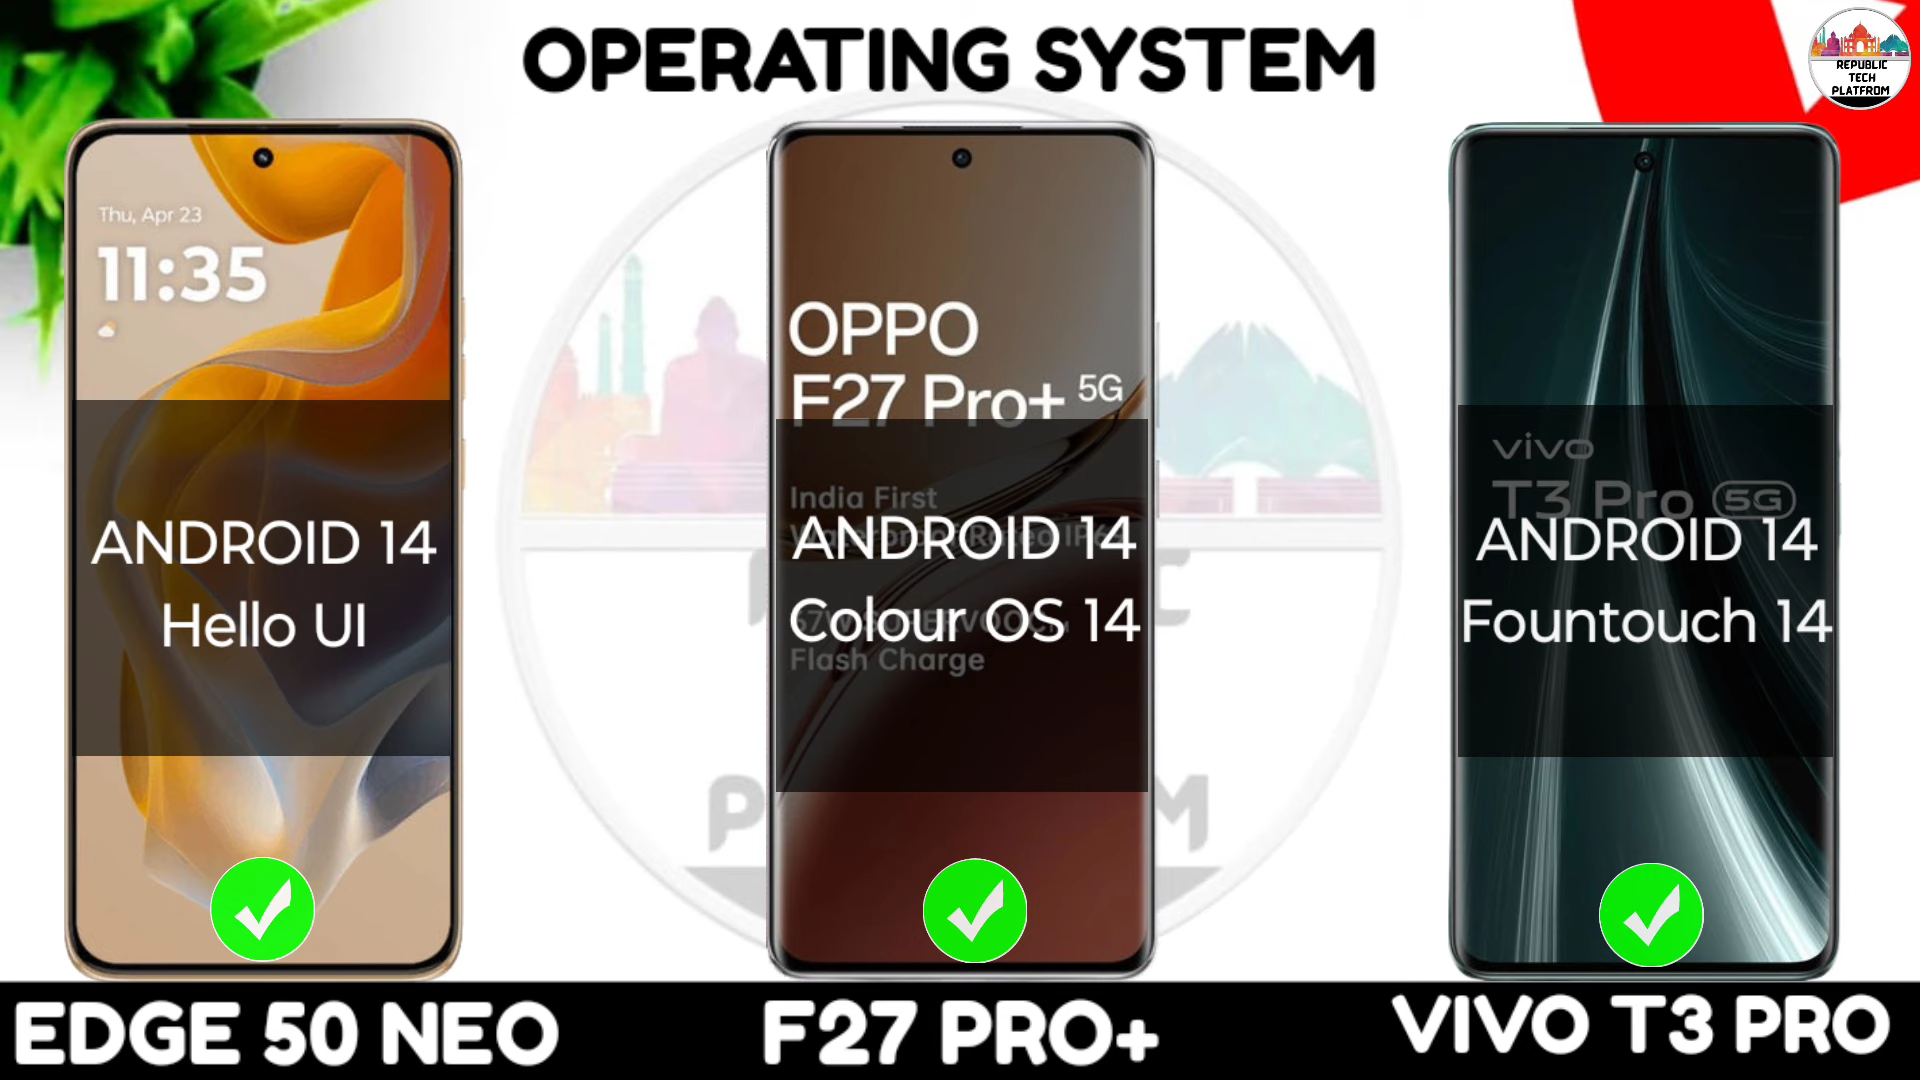 OPERATING SYSTEM
REPUBLIC
TECH
PLATFROM
Thu, Apr 23
11:35
ANDROID 14
Hello UI
OPPO
F27 Pro+ 5G
India First
ANDROID 14
Colour OS 14
Flash Charge
vivo
T3 Pro 5G
ANDROID 14
Fountouch 14
EDGE 50 NEO
F27 PRO+
VIVO T3 PRO